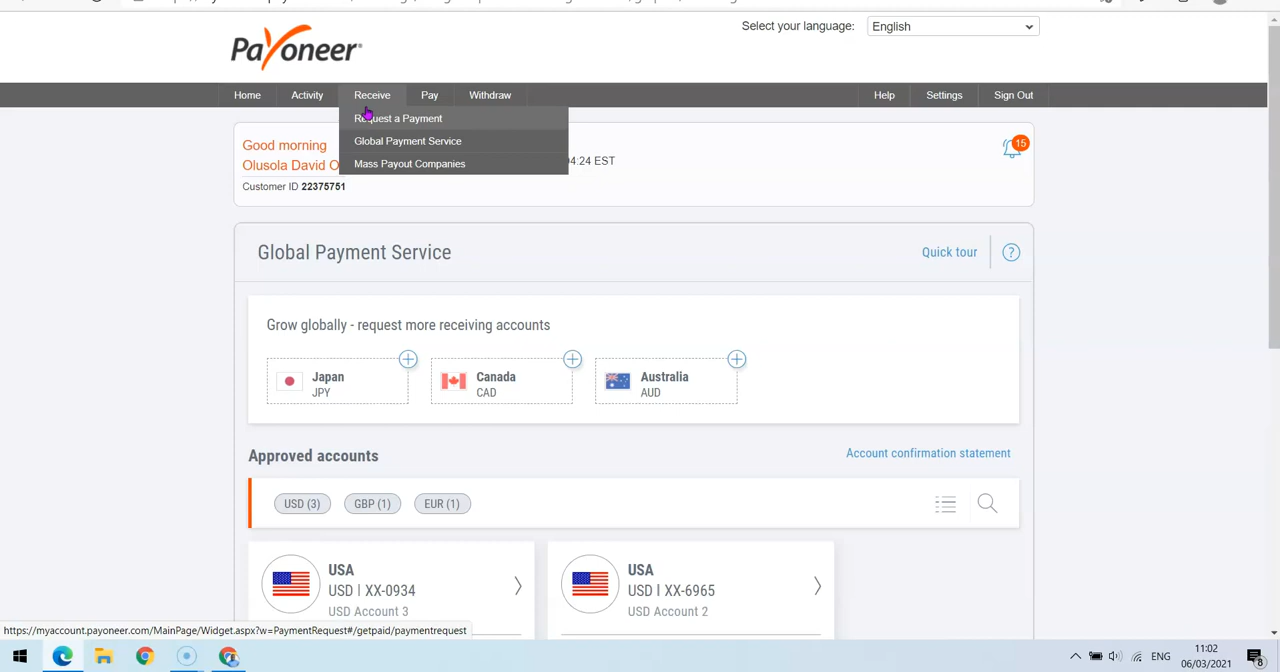 Select your language: English
Payoneer
Home Activity Receive Pay Withdraw Help Settings Sign Out
Request a Payment
Global Payment Service
Mass Payout Companies
Good morning
Olusola David O
4:24 EST
15
Customer ID 22375751
Global Payment Service
Quick tour
?
Grow globally - request more receiving accounts
Japan
JPY
Canada
CAD
Australia
AUD
Approved accounts
Account confirmation statement
USD (3) GBP (1) EUR (1)
USA
USD | XX-0934
USD Account 3
USA
USD | XX-6965
USD Account 2
https://myaccount.payoneer.com/MainPage/Widget.aspx?w=PaymentRequest#/getpaid/paymentrequest
ENG
11:02
06/03/2021
8